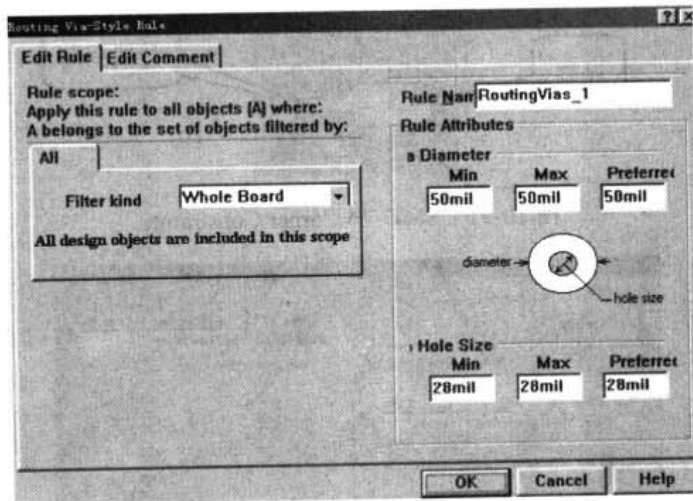 Routing Via-Style Rule
Edit Rule
Edit Comment
Rule scope:
Apply this rule to all objects (A) where:
A belongs to the set of objects filtered by:
All
Filter kind
Whole Board
All design objects are included in this scope
Rule Nam
RoutingVias_1
Rule Attributes
a Diameter
Min Max Preferred
50mil 50mil 50mil
diameter
hole size
Hole Size
Min Max Preferred
28mil 28mil 28mil
OK Cancel Help